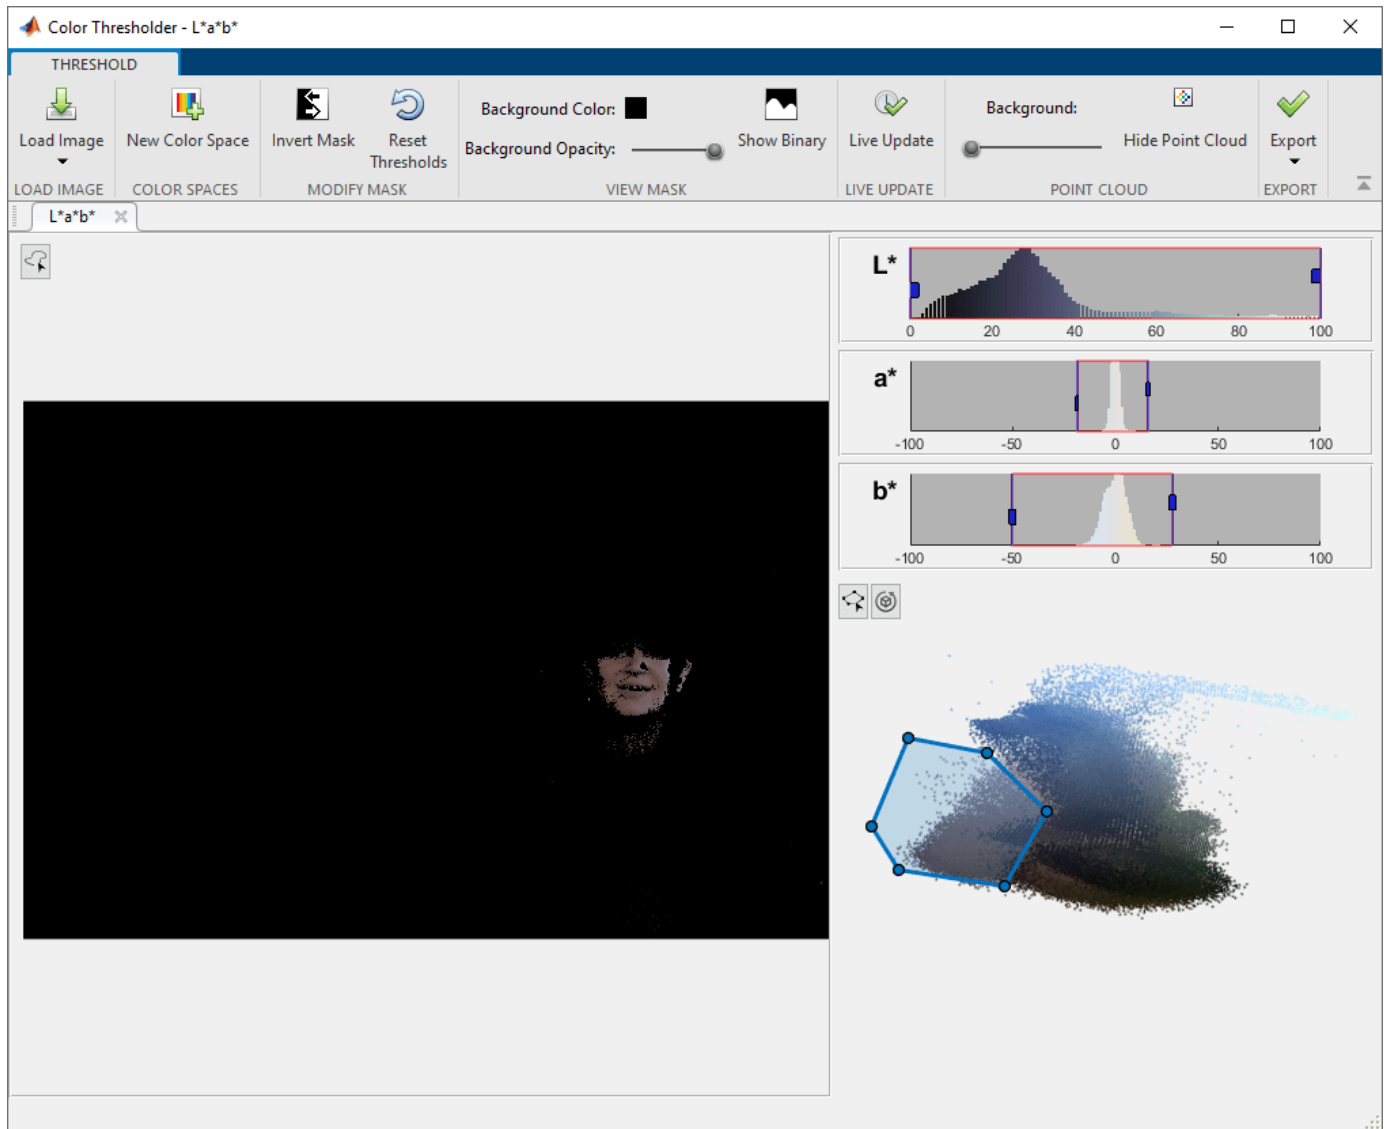 Color Thresholder - L*a*b*
THRESHOLD
Load Image
New Color Space
Invert Mask
Reset
Thresholds
Background Color:
Background Opacity:
Show Binary
Live Update
Background:
Hide Point Cloud
Export
LOAD IMAGE
COLOR SPACES
MODIFY MASK
VIEW MASK
LIVE UPDATE
POINT CLOUD
EXPORT
L*a*b*
L*
0 20 40 60 80 100
a*
-100 -50 0 50 100
b*
-100 -50 0 50 100